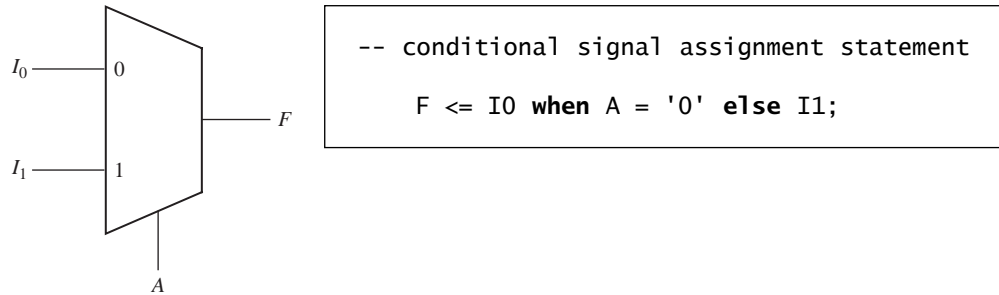 I₀
0
I₁
1
F
A
-- conditional signal assignment statement
F <= I0 when A = '0' else I1;